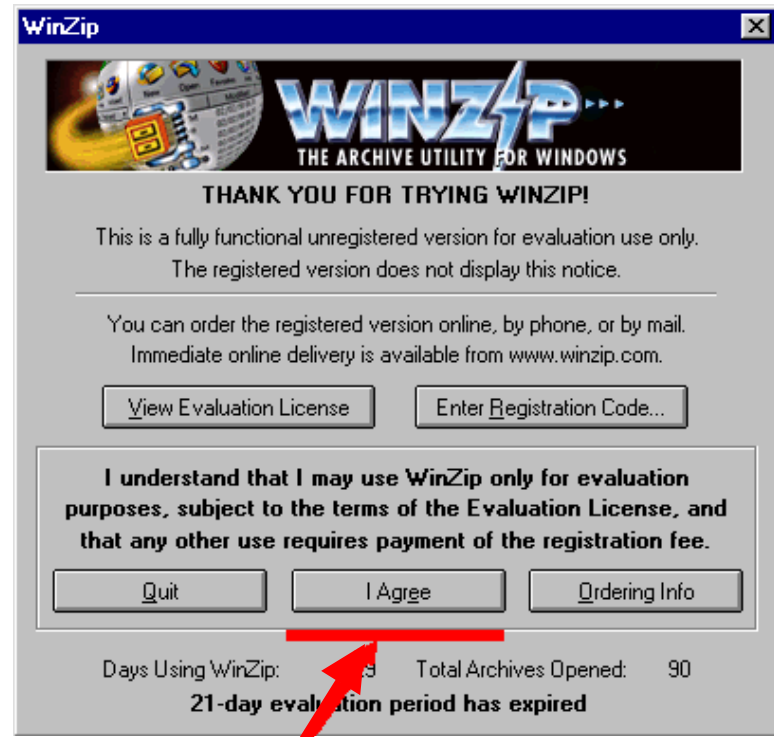 WinZip
WINZIP
THE ARCHIVE UTILITY FOR WINDOWS
THANK YOU FOR TRYING WINZIP!
This is a fully functional unregistered version for evaluation use only.
The registered version does not display this notice.
You can order the registered version online, by phone, or by mail.
Immediate online delivery is available from www.winzip.com.
View Evaluation License Enter Registration Code...
I understand that I may use WinZip only for evaluation
purposes, subject to the terms of the Evaluation License, and
that any other use requires payment of the registration fee.
Quit I Agree Ordering Info
Days Using WinZip: Total Archives Opened: 90
21-day evaluation period has expired